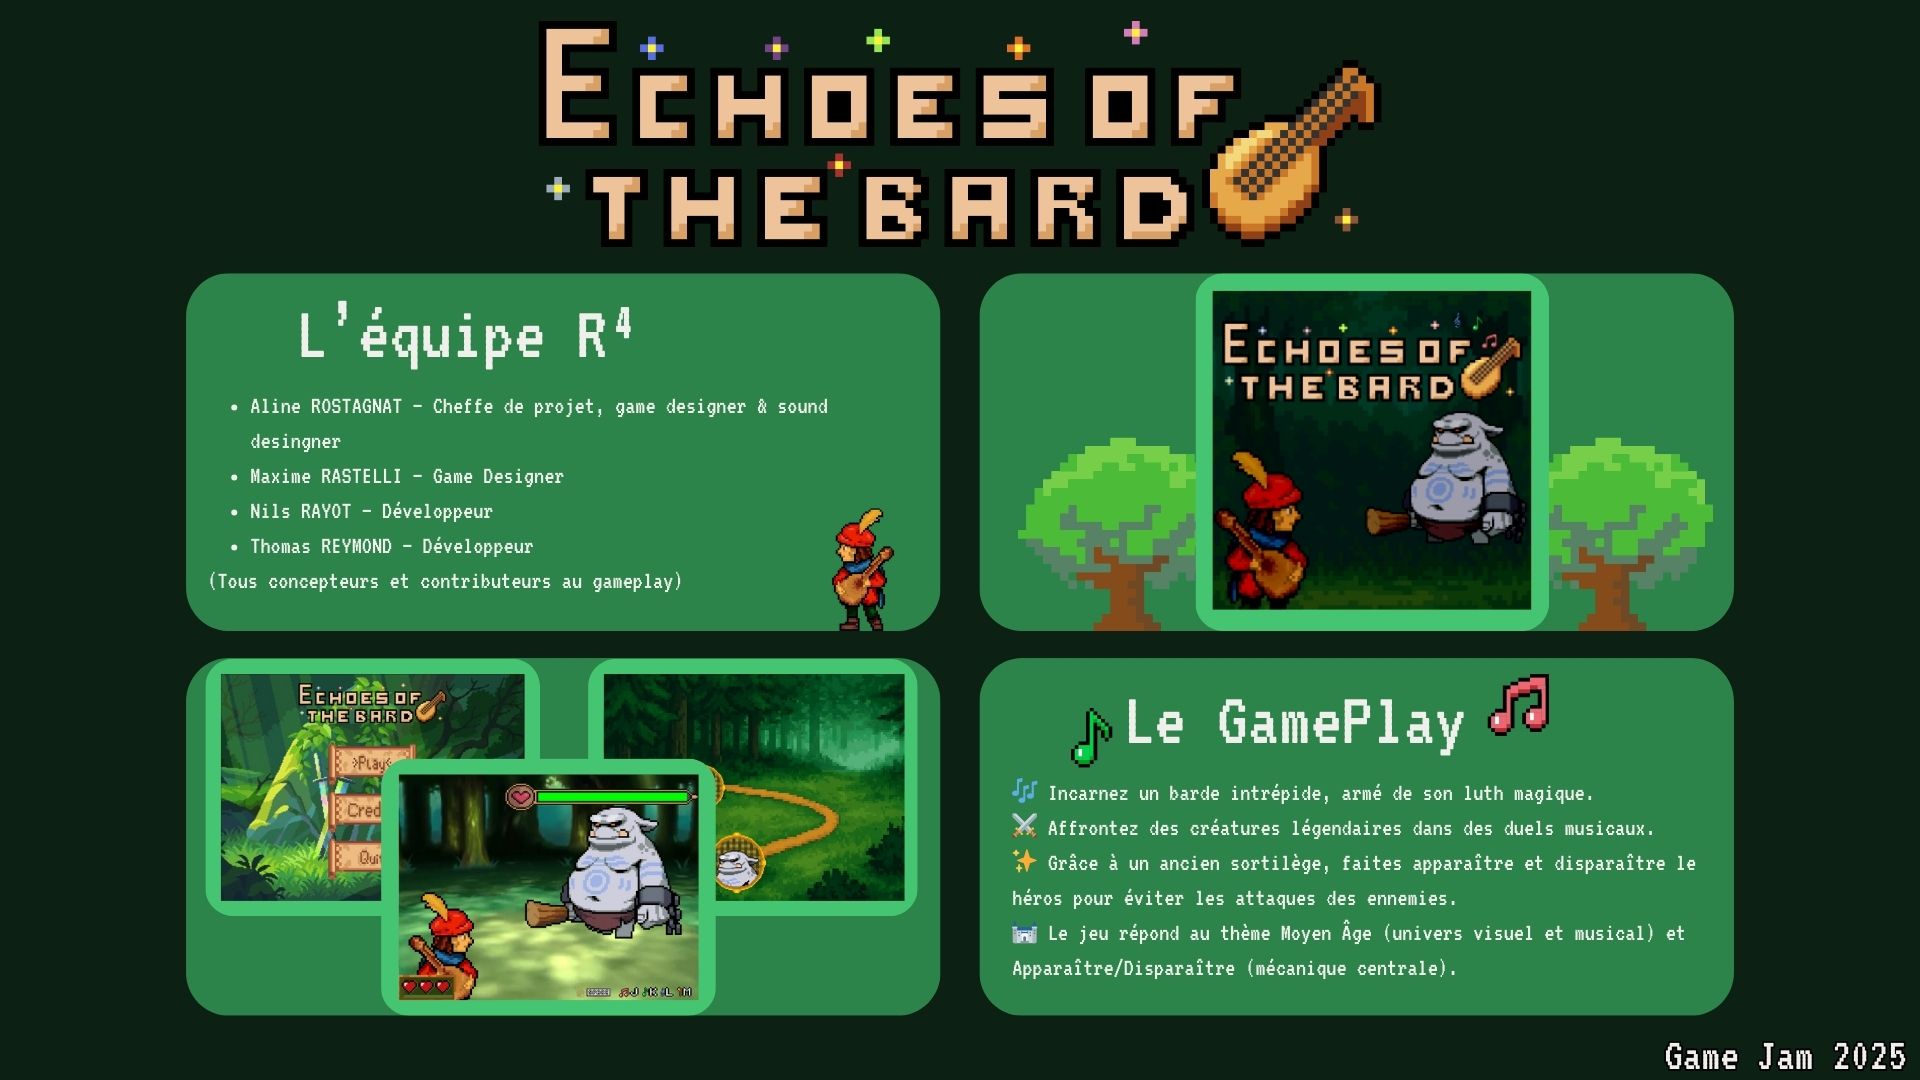 ECHOES OF
THE BARD
L'équipe R⁴
• Aline ROSTAGNAT - Cheffe de projet, game designer & sound
desingner
• Maxime RASTELLI - Game Designer
• Nils RAYOT - Développeur
• Thomas REYMOND - Développeur
(Tous concepteurs et contributeurs au gameplay)
ECHOES OF
THE BARD
ECHOES OF
THE BARD
>Play<
Cred
Qui
J K L M
Le GamePlay
🎶 Incarnez un barde intrépide, armé de son luth magique.
⚔️ Affrontez des créatures légendaires dans des duels musicaux.
✨ Grâce à un ancien sortilège, faites apparaître et disparaître le
héros pour éviter les attaques des ennemies.
🏰 Le jeu répond au thème Moyen Âge (univers visuel et musical) et
Apparaître/Disparaître (mécanique centrale).
Game Jam 2025